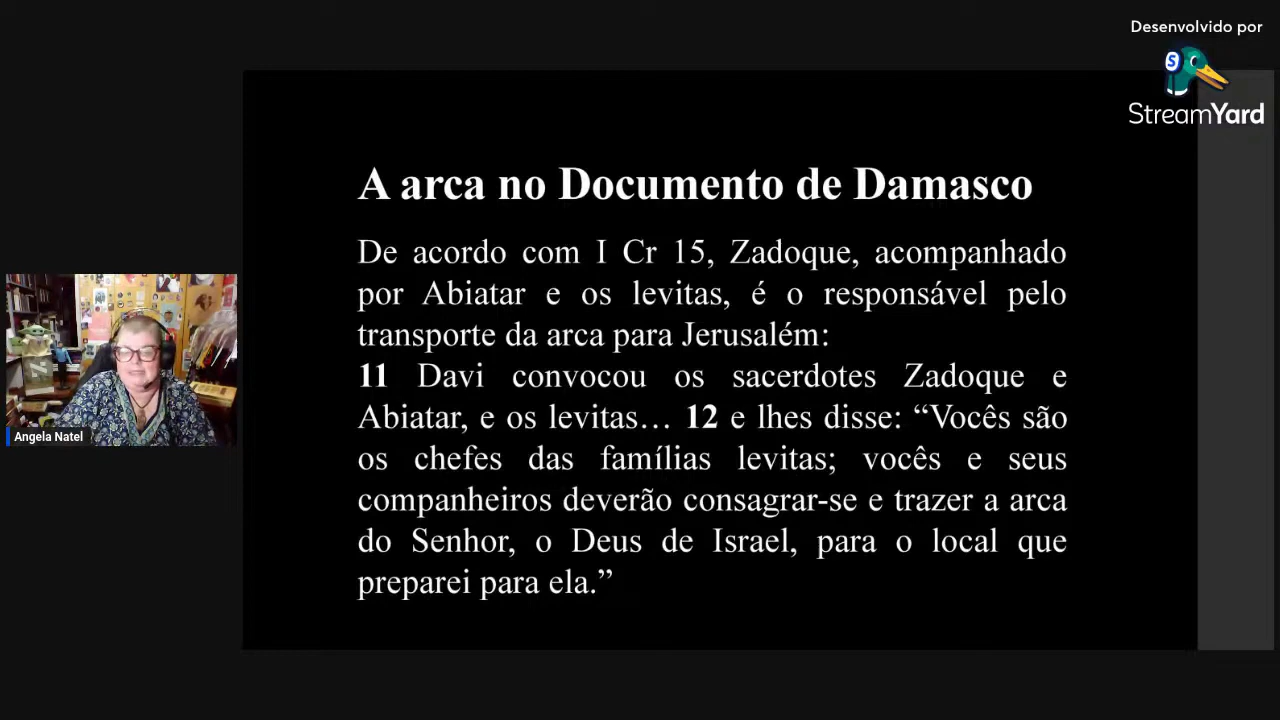 Desenvolvido por
StreamYard
A arca no Documento de Damasco
De acordo com I Cr 15, Zadoque, acompanhado
por Abiatar e os levitas, é o responsável pelo
transporte da arca para Jerusalém:
11 Davi convocou os sacerdotes Zadoque e
Abiatar, e os levitas… 12 e lhes disse: “Vocês são
os chefes das famílias levitas; vocês e seus
companheiros deverão consagrar-se e trazer a arca
do Senhor, o Deus de Israel, para o local que
preparei para ela.”
Angela Natel